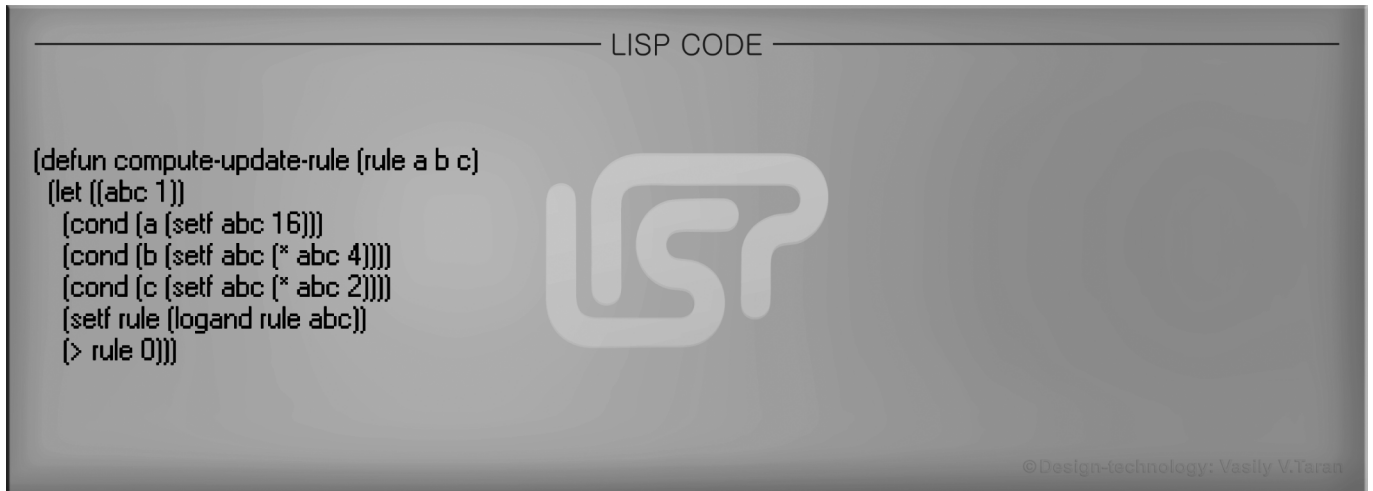 LISP CODE
(defun compute-update-rule (rule a b c)
(let ((abc 1))
(cond (a (setf abc 16)))
(cond (b (setf abc (* abc 4))))
(cond (c (setf abc (* abc 2))))
(setf rule (logand rule abc))
(> rule 0)))
LISP
©Design-technology: Vasily V.Taran